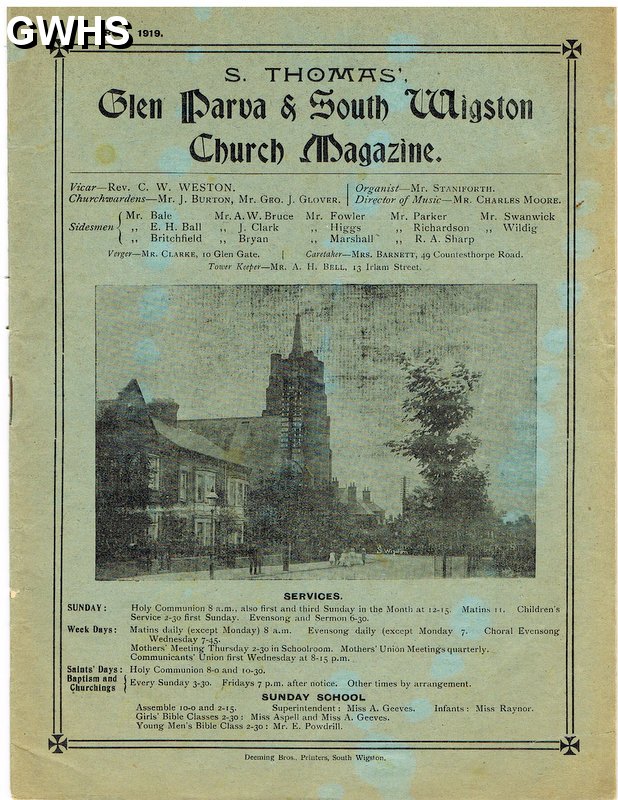 GWHS
1919.
S. THOMAS',
Glen Parva & South Wigston
Church Magazine.
Vicar—Rev. C. W. WESTON.
Churchwardens—Mr. J. BURTON, Mr. GEO. J. GLOVER.
Organist—Mr. STANIFORTH.
Director of Music—MR. CHARLES MOORE.
Sidesmen { Mr. Bale Mr. A. W. Bruce Mr. Fowler Mr. Parker Mr. Swanwick
,, E. H. Ball ,, J. Clark ,, Higgs ,, Richardson ,, Wildig
,, Britchfield ,, Bryan ,, Marshall ,, R. A. Sharp
Verger—MR. CLARKE, 10 Glen Gate. | Caretaker—MRS. BARNETT, 49 Countesthorpe Road.
Tower Keeper—MR. A. H. BELL, 13 Irlam Street.
SERVICES.
SUNDAY: Holy Communion 8 a.m., also first and third Sunday in the Month at 12-15. Matins 11. Children's
Service 2-30 first Sunday. Evensong and Sermon 6-30.
Week Days: Matins daily (except Monday) 8 a.m. Evensong daily (except Monday 7. Choral Evensong
Wednesday 7-45.
Mothers' Meeting Thursday 2-30 in Schoolroom. Mothers' Union Meetings quarterly.
Communicants' Union first Wednesday at 8-15 p.m.
Saints' Days: Holy Communion 8-0 and 10-30.
Baptism and Churchings } Every Sunday 3-30. Fridays 7 p.m. after notice. Other times by arrangement.
SUNDAY SCHOOL
Assemble 10-0 and 2-15. Superintendent: Miss A. Geeves. Infants: Miss Raynor.
Girls' Bible Classes 2-30: Miss Aspell and Miss A. Geeves.
Young Men's Bible Class 2-30: Mr. E. Powdrill.
Deeming Bros., Printers, South Wigston.